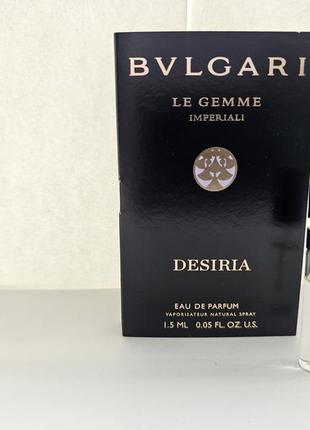 BVLGARI
LE GEMME
IMPERIALI
DESIRIA
EAU DE PARFUM
VAPORISATEUR NATURAL SPRAY
1.5 ML 0.05 FL. OZ. U.S.